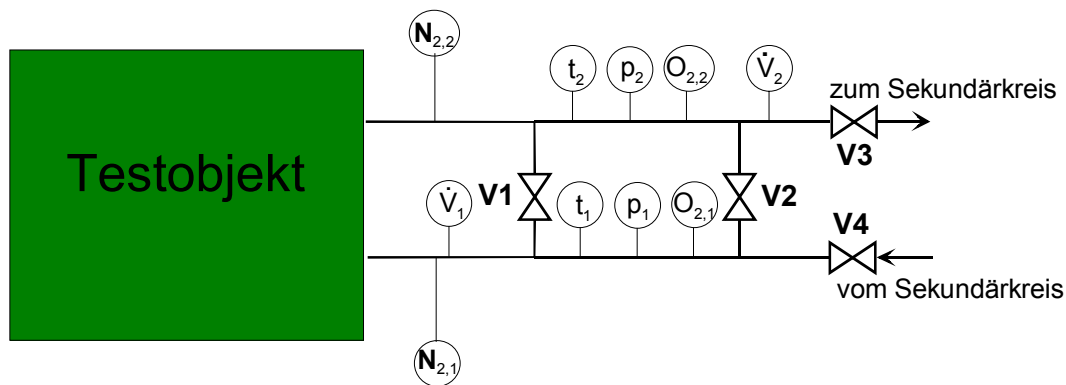 N2,2
t2 p2 O2,2 V̇2
zum Sekundärkreis
V3
Testobjekt
V̇1 V1 t1 p1 O2,1 V2
V4
vom Sekundärkreis
N2,1